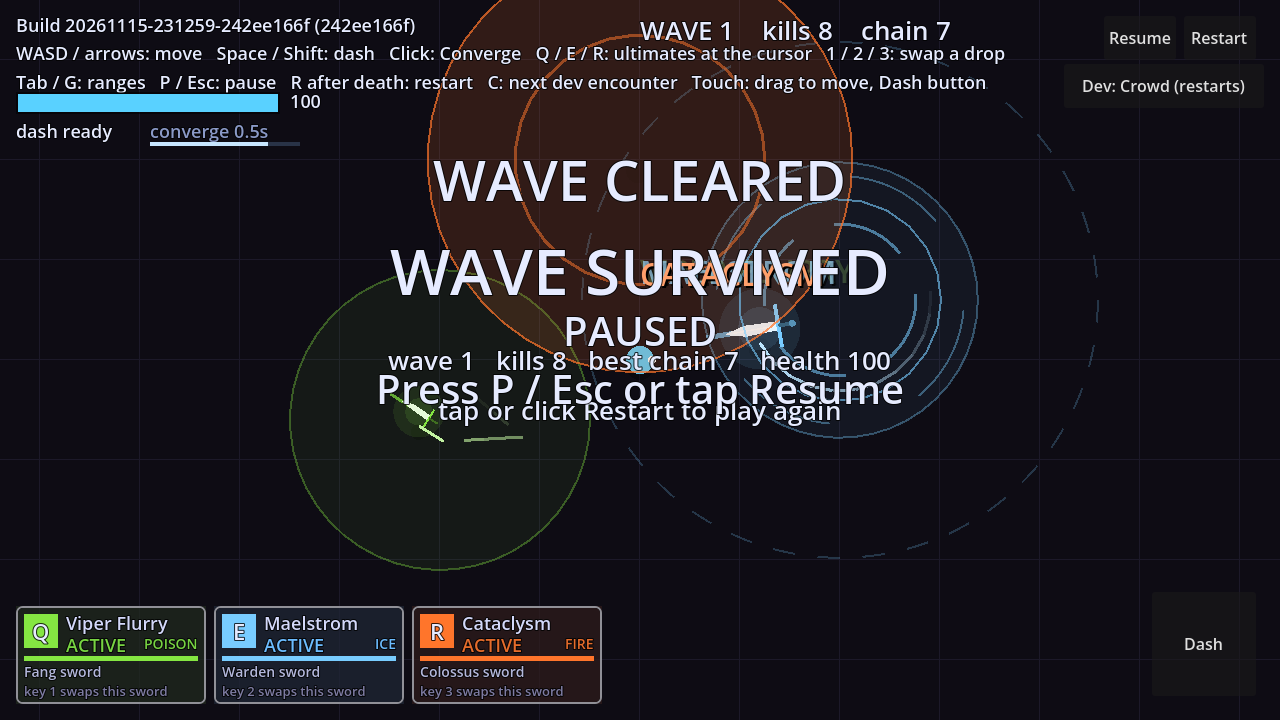 Build 20261115-231259-242ee166f (242ee166f)
WAVE 1 kills 8 chain 7
WASD / arrows: move Space / Shift: dash Click: Converge Q / E / R: ultimates at the cursor 1 / 2 / 3: swap a drop
Tab / G: ranges P / Esc: pause R after death: restart C: next dev encounter Touch: drag to move, Dash button
Resume
Restart
Dev: Crowd (restarts)
100
dash ready
converge 0.5s
WAVE CLEARED
WAVE SURVIVED
CATACLYSM
PAUSED
wave 1 kills 8 best chain 7 health 100
Press P / Esc or tap Resume
tap or click Restart to play again
Q
Viper Flurry
ACTIVE POISON
Fang sword
key 1 swaps this sword
E
Maelstrom
ACTIVE ICE
Warden sword
key 2 swaps this sword
R
Cataclysm
ACTIVE FIRE
Colossus sword
key 3 swaps this sword
Dash